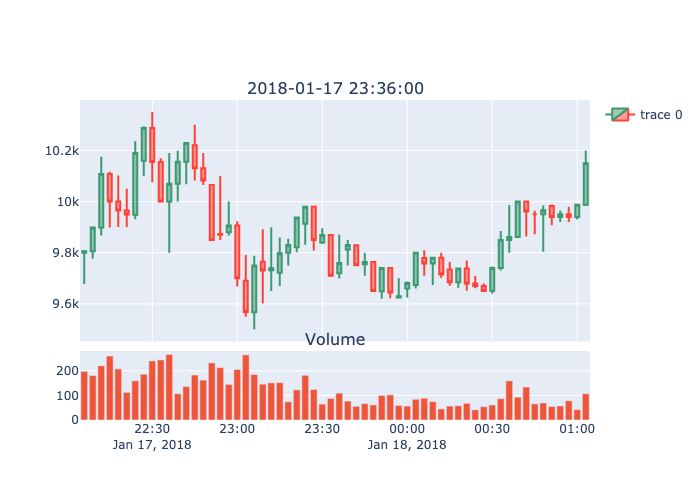 2018-01-17 23:36:00
trace 0
10.2k
10k
9.8k
9.6k
Volume
200
100
0
22:30 23:00 23:30 00:00 00:30 01:00
Jan 17, 2018 Jan 18, 2018